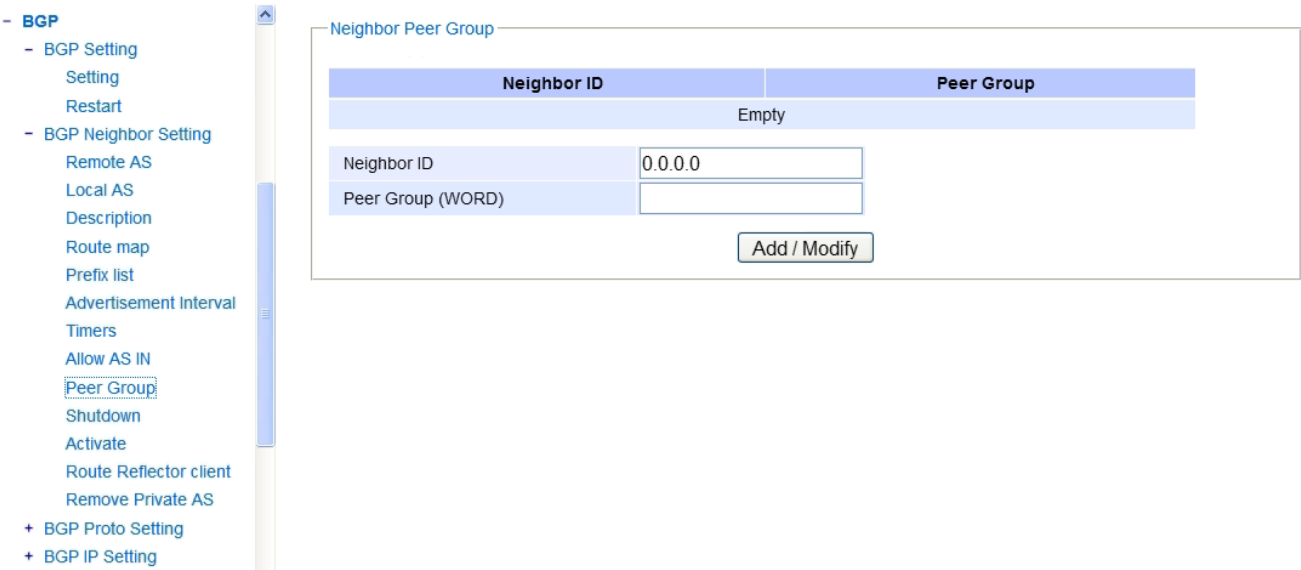 − BGP
− BGP Setting
Setting
Restart
− BGP Neighbor Setting
Remote AS
Local AS
Description
Route map
Prefix list
Advertisement Interval
Timers
Allow AS IN
Peer Group
Shutdown
Activate
Route Reflector client
Remove Private AS
+ BGP Proto Setting
+ BGP IP Setting
Neighbor Peer Group
Neighbor ID Peer Group
Empty
Neighbor ID 0.0.0.0
Peer Group (WORD)
Add / Modify